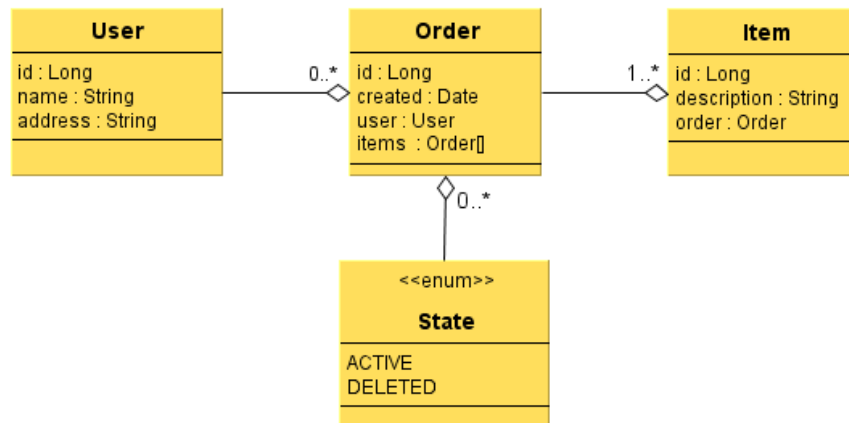 User
id : Long
name : String
address : String
0..*
Order
id : Long
created : Date
user : User
items : Order[]
1..*
Item
id : Long
description : String
order : Order
0..*
<<enum>>
State
ACTIVE
DELETED